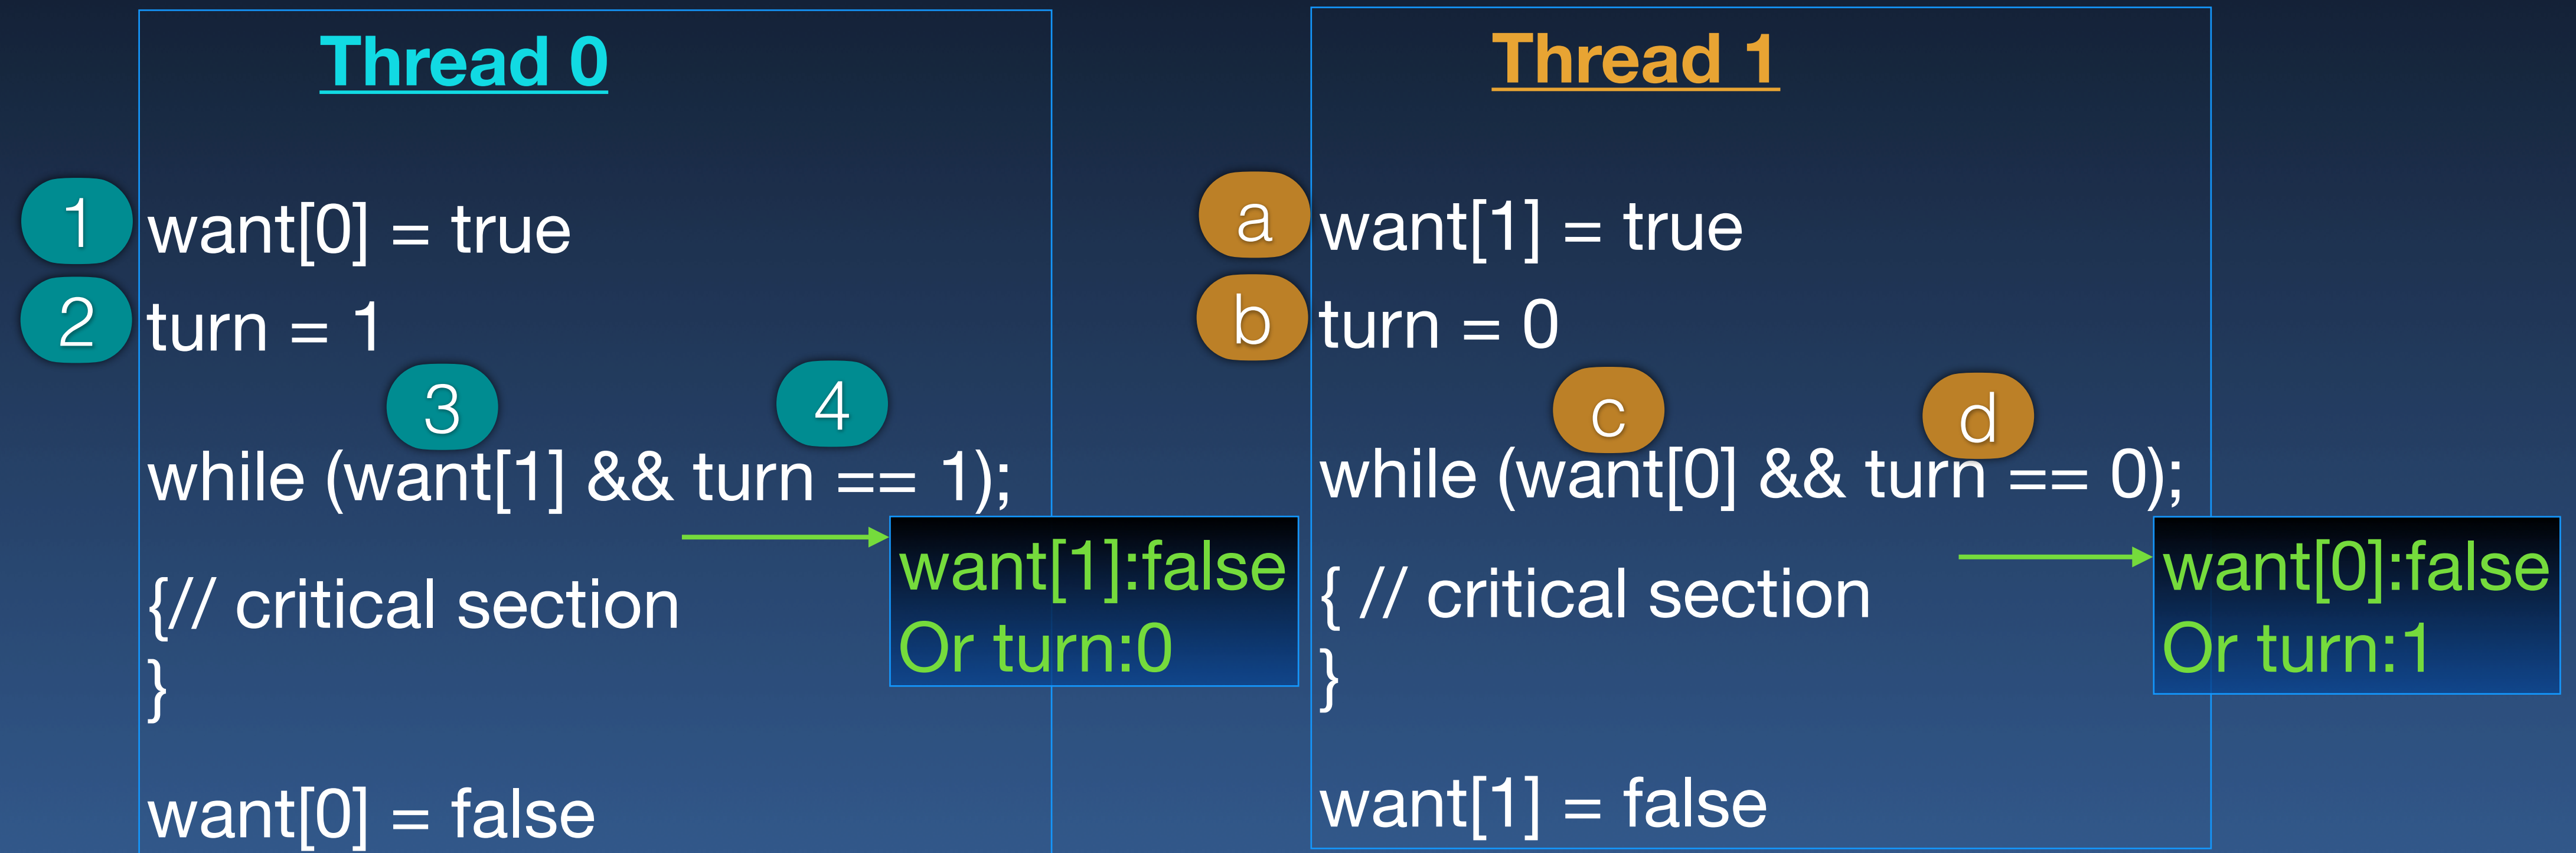 Thread 0
1
want[0] = true
2
turn = 1
3
4
while (want[1] && turn == 1);
want[1]:false
Or turn:0
{// critical section
}
want[0] = false
Thread 1
a
want[1] = true
b
turn = 0
c
d
while (want[0] && turn == 0);
want[0]:false
Or turn:1
{ // critical section
}
want[1] = false